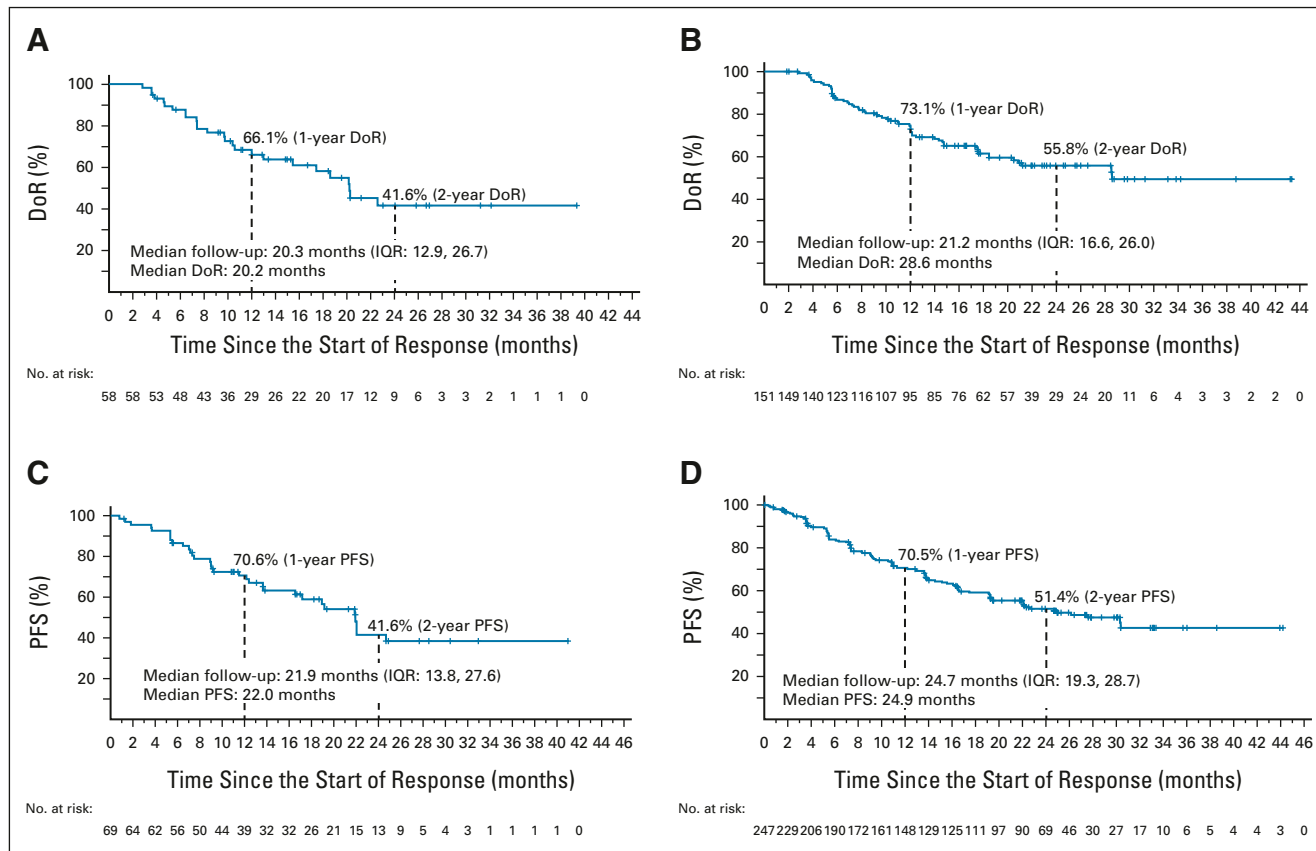 A
DoR (%)
100
80
60
40
20
66.1% (1-year DoR)
41.6% (2-year DoR)
Median follow-up: 20.3 months (IQR: 12.9, 26.7)
Median DoR: 20.2 months
0 2 4 6 8 10 12 14 16 18 20 22 24 26 28 30 32 34 36 38 40 42 44
Time Since the Start of Response (months)
No. at risk:
58 58 53 48 43 36 29 26 22 20 17 12 9 6 3 3 2 1 1 1 0
B
DoR (%)
100
80
60
40
20
73.1% (1-year DoR)
55.8% (2-year DoR)
Median follow-up: 21.2 months (IQR: 16.6, 26.0)
Median DoR: 28.6 months
0 2 4 6 8 10 12 14 16 18 20 22 24 26 28 30 32 34 36 38 40 42 44
Time Since the Start of Response (months)
No. at risk:
151 149 140 123 116 107 95 85 76 62 57 39 29 24 20 11 6 4 3 3 2 2 0
C
PFS (%)
100
80
60
40
20
70.6% (1-year PFS)
41.6% (2-year PFS)
Median follow-up: 21.9 months (IQR: 13.8, 27.6)
Median PFS: 22.0 months
0 2 4 6 8 10 12 14 16 18 20 22 24 26 28 30 32 34 36 38 40 42 44 46
Time Since the Start of Response (months)
No. at risk:
69 64 62 56 50 44 39 32 32 26 21 15 13 9 5 4 3 1 1 1 1 0
D
PFS (%)
100
80
60
40
20
70.5% (1-year PFS)
51.4% (2-year PFS)
Median follow-up: 24.7 months (IQR: 19.3, 28.7)
Median PFS: 24.9 months
0 2 4 6 8 10 12 14 16 18 20 22 24 26 28 30 32 34 36 38 40 42 44 46
Time Since the Start of Response (months)
No. at risk:
247 229 206 190 172 161 148 129 125 111 97 90 69 46 30 27 17 10 6 5 4 4 3 0